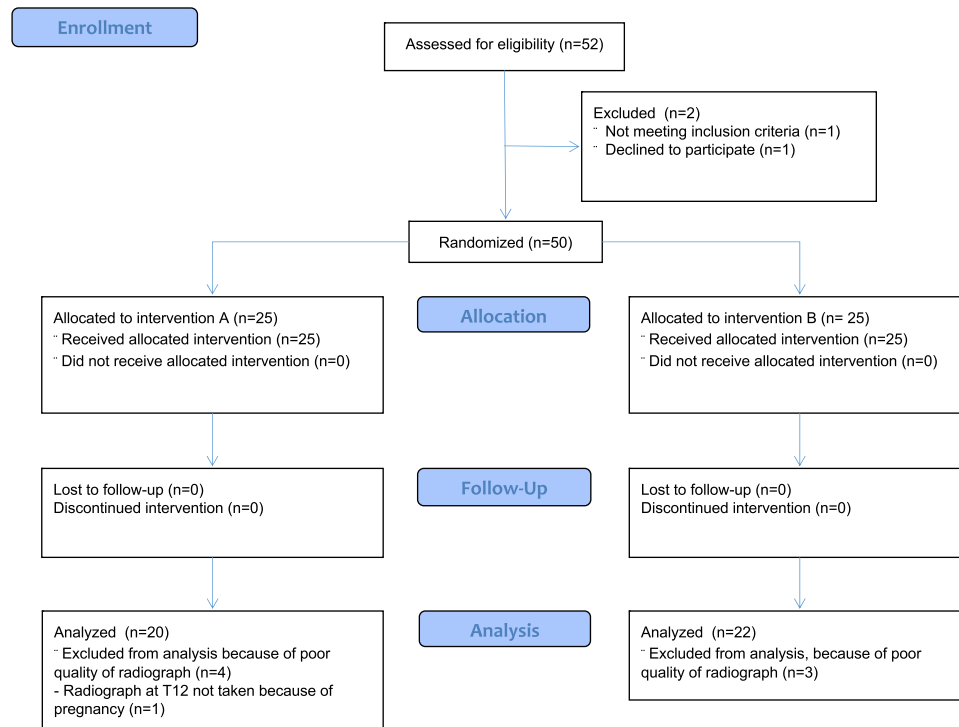 Enrollment
Assessed for eligibility (n=52)
Excluded (n=2)
¨ Not meeting inclusion criteria (n=1)
¨ Declined to participate (n=1)
Randomized (n=50)
Allocated to intervention A (n=25)
¨ Received allocated intervention (n=25)
¨ Did not receive allocated intervention (n=0)
Allocation
Allocated to intervention B (n= 25)
¨ Received allocated intervention (n=25)
¨ Did not receive allocated intervention (n=0)
Lost to follow-up (n=0)
Discontinued intervention (n=0)
Follow-Up
Lost to follow-up (n=0)
Discontinued intervention (n=0)
Analyzed (n=20)
¨ Excluded from analysis because of poor
quality of radiograph (n=4)
- Radiograph at T12 not taken because of
pregnancy (n=1)
Analysis
Analyzed (n=22)
¨ Excluded from analysis, because of poor
quality of radiograph (n=3)